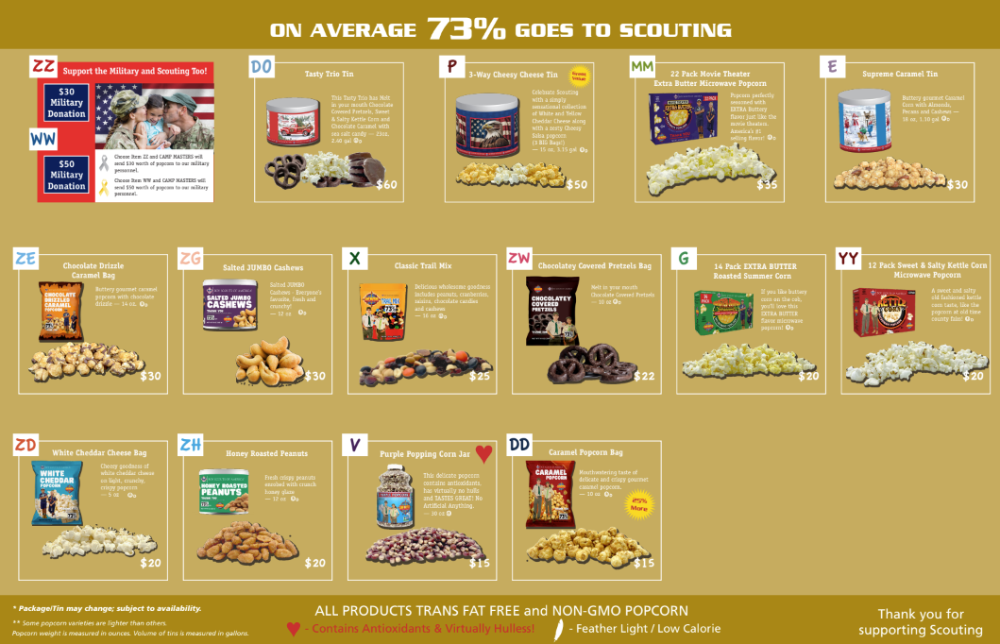 ON AVERAGE 73% GOES TO SCOUTING
ZZ
Support the Military and Scouting Too!
$30
Military
Donation
WW
$50
Military
Donation
Choose Item ZZ and CAMP MASTERS will
send $30 worth of popcorn to our military
personnel.
Choose Item WW and CAMP MASTERS will
send $50 worth of popcorn to our military
personnel.
DO
Tasty Trio Tin
This Tasty Trio has Melt
in your mouth Chocolate
Covered Pretzels, Sweet
& Salty Kettle Corn and
Chocolate Caramel with
sea salt candy — 23oz.
$60
P
3-Way Cheesy Cheese Tin
Celebrate Scouting
with a simply
sensational collection
of White and Yellow
Cheddar Cheese along
with a zesty Cheesy
Salsa popcorn
(3 BIG Bags!)
— 15 oz, 3.15 gal
$50
MM
22 Pack Movie Theater
Extra Butter Microwave Popcorn
Popcorn perfectly
seasoned with
EXTRA Buttery
flavor just like the
movie theaters.
America's #1
selling flavor!
$35
E
Supreme Caramel Tin
Buttery gourmet Caramel
Corn with Almonds,
Pecans and Cashews —
18 oz, 1.18 gal
$30
ZE
Chocolate Drizzle
Caramel Bag
Buttery gourmet caramel
popcorn with chocolate
drizzle — 14 oz.
CHOCOLATE
DRIZZLED
CARAMEL
POPCORN
$30
ZG
Salted JUMBO Cashews
Salted JUMBO
Cashews - Everyone's
favorite, fresh and
crunchy!
— 12 oz
SALTED JUMBO
CASHEWS
$30
X
Classic Trail Mix
Delicious wholesome goodness
includes peanuts, cranberries,
raisins, chocolate candies
and cashews
— 15 oz
TRAIL MIX
$25
ZW
Chocolatey Covered Pretzels Bag
Melt in your mouth
Chocolate Covered Pretzels
— 10 oz
CHOCOLATEY
COVERED
PRETZELS
$22
G
14 Pack EXTRA BUTTER
Roasted Summer Corn
If you like buttery
corn on the cob,
you'll love this
EXTRA BUTTER
flavor microwave
popcorn!
$20
YY
12 Pack Sweet & Salty Kettle Corn
Microwave Popcorn
A sweet and salty
old fashioned kettle
corn taste, like the
popcorn at old time
county fairs!
$20
ZD
White Cheddar Cheese Bag
Cheesy goodness of
white cheddar cheese
on light, crunchy,
crispy popcorn
— 5 oz
WHITE
CHEDDAR
POPCORN
$20
ZH
Honey Roasted Peanuts
Fresh crispy peanuts
enriched with crunch
honey glaze
— 12 oz
HONEY ROASTED
PEANUTS
$20
V
Purple Popping Corn Jar
This delicate popcorn
contains antioxidants,
has virtually no hulls
and TASTES GREAT! No
Artificial Anything.
— 30 oz
PURPLE POPCORN
$15
DD
Caramel Popcorn Bag
Mouthwatering taste of
delicate and crispy gourmet
caramel popcorn.
— 10 oz.
CARAMEL
POPCORN
25%
More
$15
* Package/Tin may change; subject to availability.
** Some popcorn varieties are lighter than others.
Popcorn weight is measured in ounces. Volume of tins is measured in gallons.
ALL PRODUCTS TRANS FAT FREE and NON-GMO POPCORN
- Contains Antioxidants & Virtually Hulless!
- Feather Light / Low Calorie
Thank you for
supporting Scouting